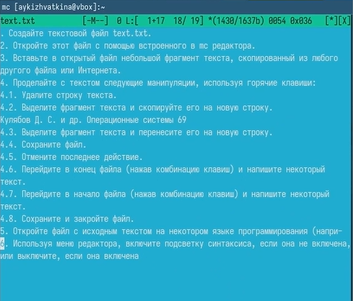 mc [aykizhvatkina@vbox]:~
text.txt [-M--] 0 L:[ 1+17 18/ 19] *(1430/1637b) 0054 0x036 [*][X]
. Создайте текстовой файл text.txt.
2. Откройте этот файл с помощью встроенного в mc редактора.
3. Вставьте в открытый файл небольшой фрагмент текста, скопированный из любого
другого файла или Интернета.
4. Проделайте с текстом следующие манипуляции, используя горячие клавиши:
4.1. Удалите строку текста.
4.2. Выделите фрагмент текста и скопируйте его на новую строку.
Кулябов Д. С. и др. Операционные системы 69
4.3. Выделите фрагмент текста и перенесите его на новую строку.
4.4. Сохраните файл.
4.5. Отмените последнее действие.
4.6. Перейдите в конец файла (нажав комбинацию клавиш) и напишите некоторый
текст.
4.7. Перейдите в начало файла (нажав комбинацию клавиш) и напишите некоторый
текст.
4.8. Сохраните и закройте файл.
5. Откройте файл с исходным текстом на некотором языке программирования (напри-
6. Используя меню редактора, включите подсветку синтаксиса, если она не включена,
или выключите, если она включена